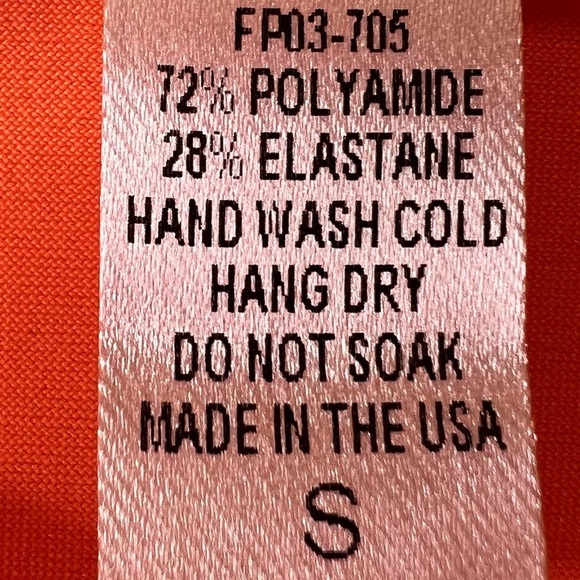 FP03-705
72% POLYAMIDE
28% ELASTANE
HAND WASH COLD
HANG DRY
DO NOT SOAK
MADE IN THE USA
S